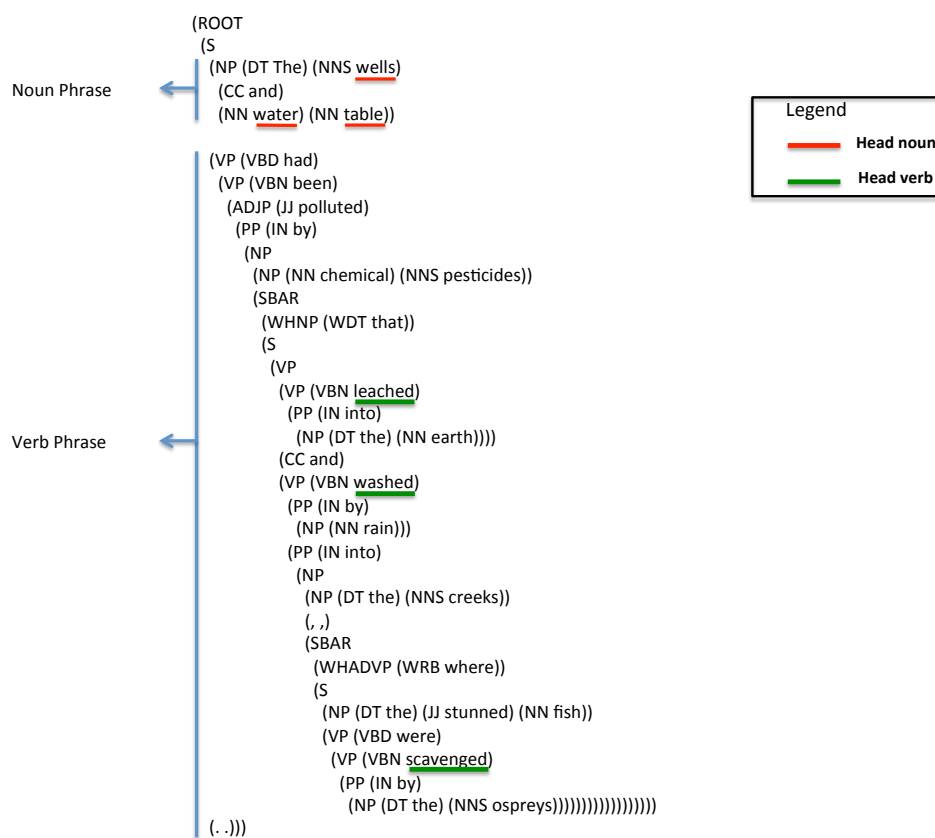 (ROOT
(S
(NP (DT The) (NNS wells)
Noun Phrase
(CC and)
(NN water) (NN table))
Legend
Head noun
Head verb
(VP (VBD had)
(VP (VBN been)
(ADJP (JJ polluted)
(PP (IN by)
(NP
(NP (NN chemical) (NNS pesticides))
(SBAR
(WHNP (WDT that))
(S
(VP
(VP (VBN leached)
(PP (IN into)
Verb Phrase
(NP (DT the) (NN earth))))
(CC and)
(VP (VBN washed)
(PP (IN by)
(NP (NN rain)))
(PP (IN into)
(NP
(NP (DT the) (NNS creeks))
(, ,)
(SBAR
(WHADVP (WRB where))
(S
(NP (DT the) (JJ stunned) (NN fish))
(VP (VBD were)
(VP (VBN scavenged)
(PP (IN by)
(NP (DT the) (NNS ospreys))))))))))))))))))
(. .)))